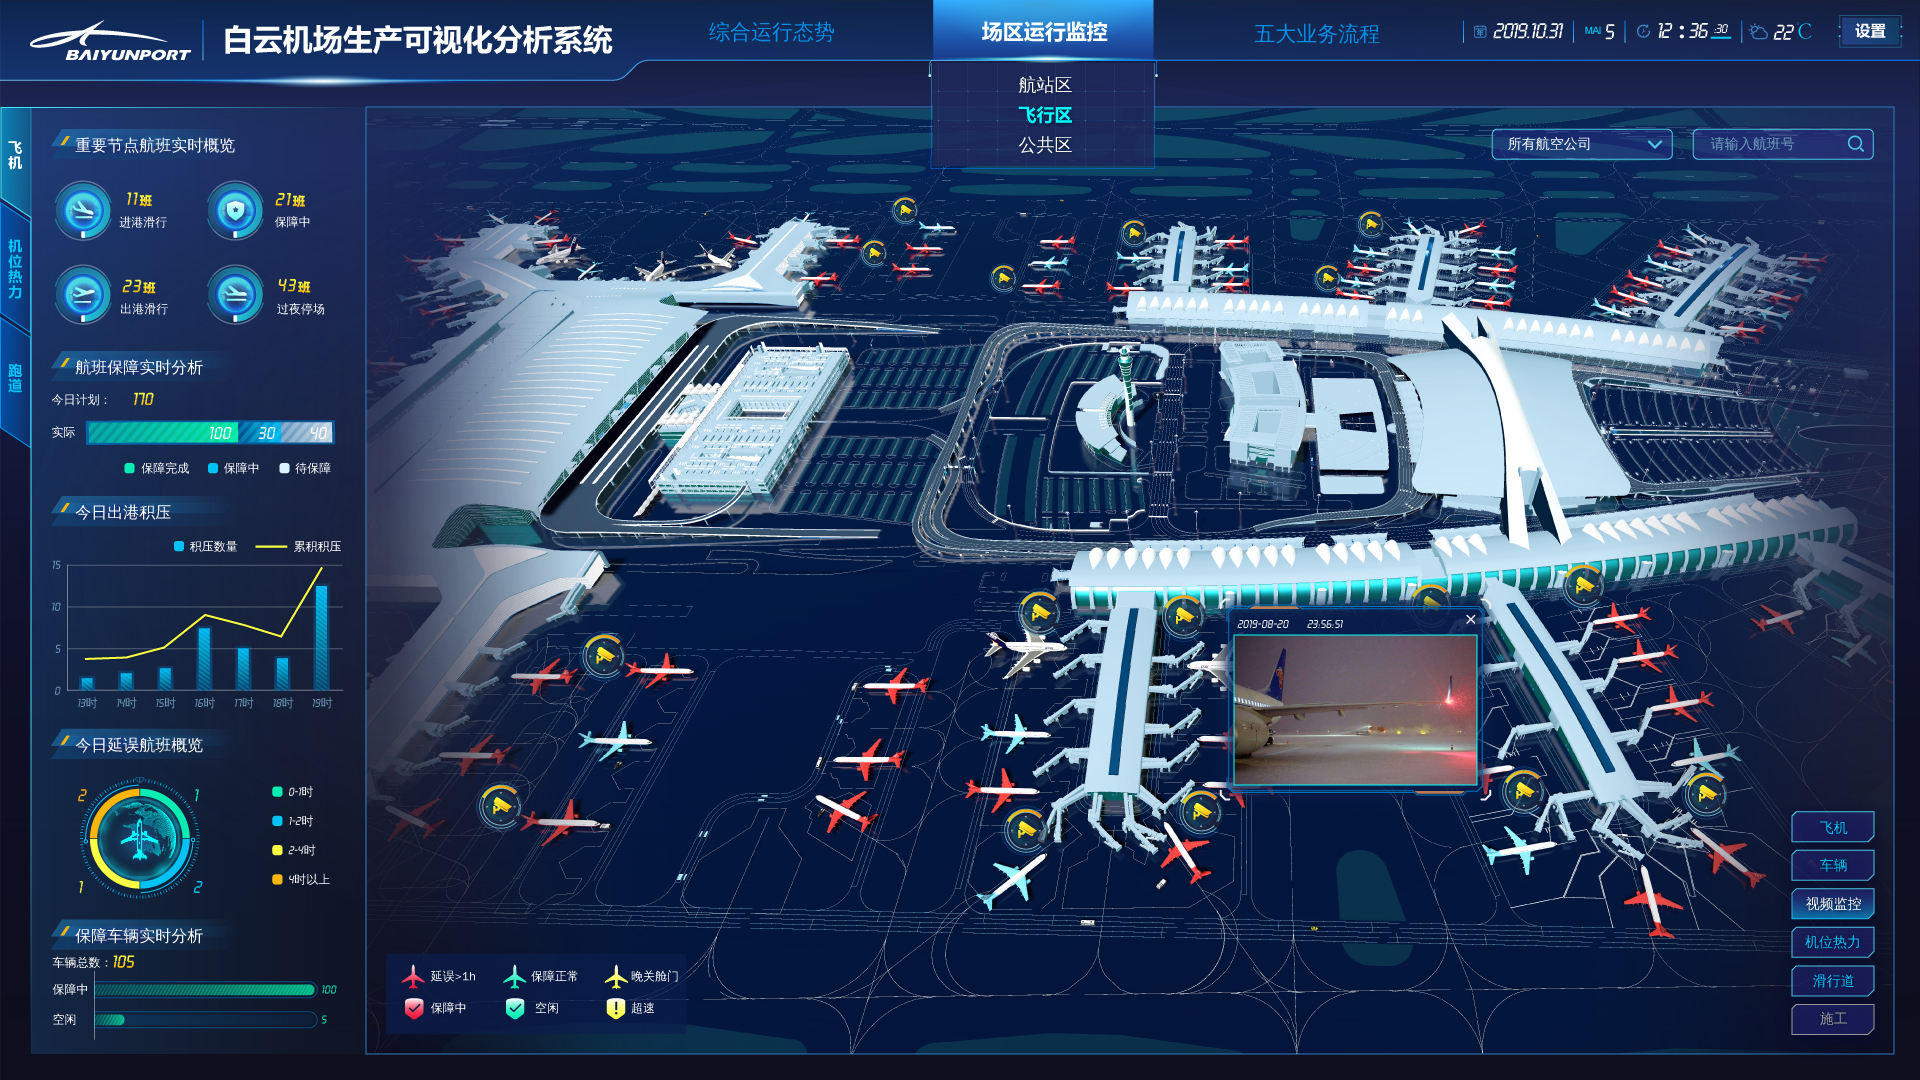 BAIYUNPORT
白云机场生产可视化分析系统
综合运行态势
场区运行监控
五大业务流程
2019.10.31
MAI 5
12 : 36 :30
22℃
设置
航站区
飞行区
公共区
所有航空公司
请输入航班号
飞机
机位热力
跑道
重要节点航班实时概览
11班
进港滑行
21班
保障中
23班
出港滑行
43班
过夜停场
航班保障实时分析
今日计划： 170
实际 100 30 40
保障完成 保障中 待保障
今日出港积压
积压数量 累积积压
15
10
5
0
13时 14时 15时 16时 17时 18时 19时
今日延误航班概览
2 1
1 2
0-1时
1-2时
2-4时
4时以上
保障车辆实时分析
车辆总数：105
保障中 100
空闲 5
2019-08-20 23:56:51 ×
延误>1h 保障正常 晚关舱门
保障中 空闲 超速
飞机
车辆
视频监控
机位热力
滑行道
施工